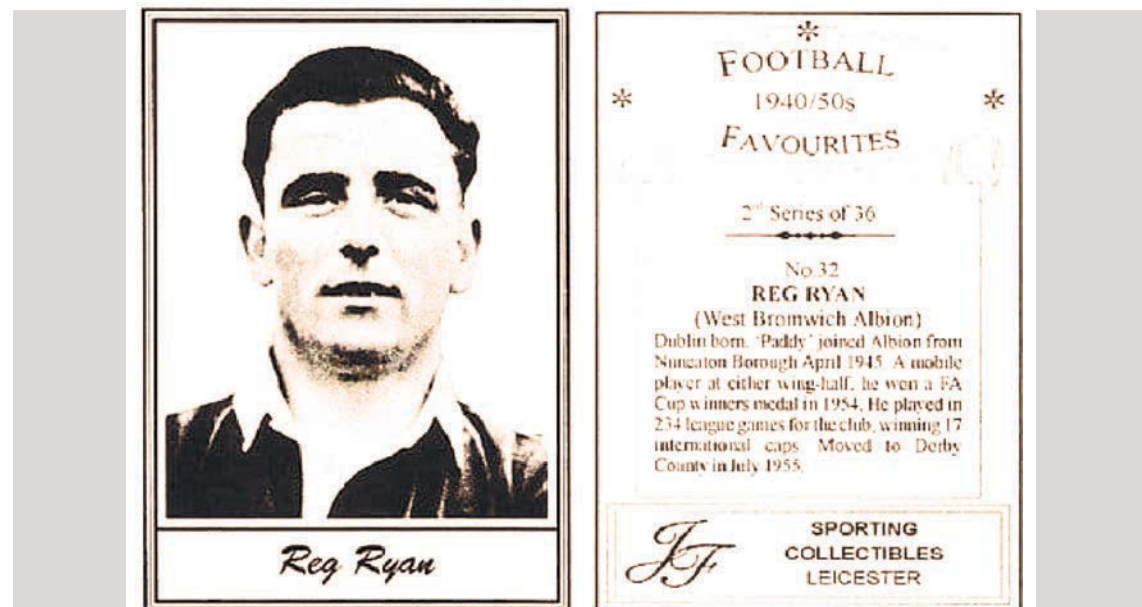 Reg Ryan
FOOTBALL
1940/50s
FAVOURITES
2nd Series of 36
No.32
REG RYAN
(West Bromwich Albion)
Dublin born. 'Paddy' joined Albion from
Nuneaton Borough April 1945. A mobile
player at either wing-half, he won a FA
Cup winners medal in 1954. He played in
234 league games for the club, winning 17
international caps. Moved to Derby
County in July 1955.
JF
SPORTING
COLLECTIBLES
LEICESTER